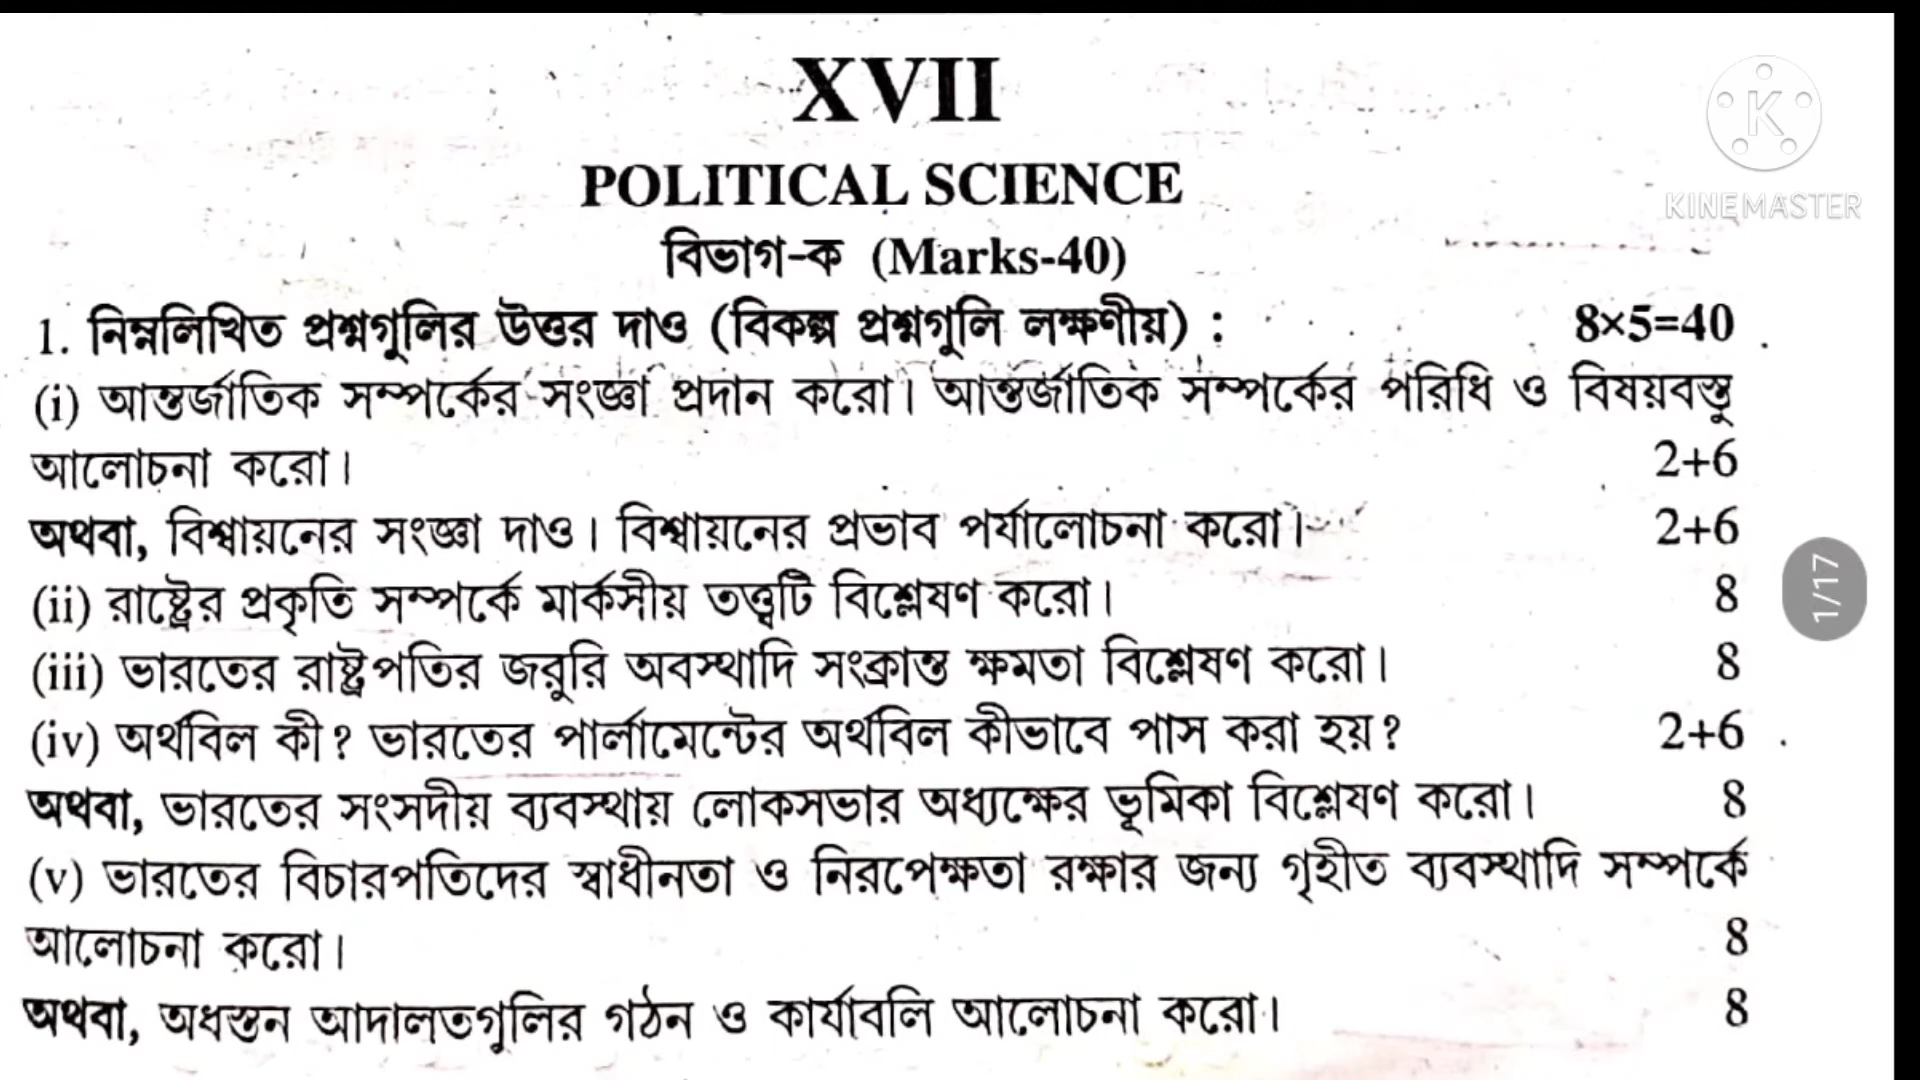 XVII
K
KINEMASTER
POLITICAL SCIENCE
বিভাগ-ক (Marks-40)
1. নিম্নলিখিত প্রশ্নগুলির উত্তর দাও (বিকল্প প্রশ্নগুলি লক্ষণীয়) : 8×5=40
(i) আন্তর্জাতিক সম্পর্কের সংজ্ঞা প্রদান করো। আন্তর্জাতিক সম্পর্কের পরিধি ও বিষয়বস্তু
আলোচনা করো। 2+6
অথবা, বিশ্বায়নের সংজ্ঞা দাও। বিশ্বায়নের প্রভাব পর্যালোচনা করো। 2+6
(ii) রাষ্ট্রের প্রকৃতি সম্পর্কে মার্কসীয় তত্ত্বটি বিশ্লেষণ করো। 8
1/17
(iii) ভারতের রাষ্ট্রপতির জরুরি অবস্থাদি সংক্রান্ত ক্ষমতা বিশ্লেষণ করো। 8
(iv) অর্থবিল কী? ভারতের পার্লামেন্টের অর্থবিল কীভাবে পাস করা হয়? 2+6
অথবা, ভারতের সংসদীয় ব্যবস্থায় লোকসভার অধ্যক্ষের ভূমিকা বিশ্লেষণ করো। 8
(v) ভারতের বিচারপতিদের স্বাধীনতা ও নিরপেক্ষতা রক্ষার জন্য গৃহীত ব্যবস্থাদি সম্পর্কে
আলোচনা করো। 8
অথবা, অধস্তন আদালতগুলির গঠন ও কার্যাবলি আলোচনা করো। 8